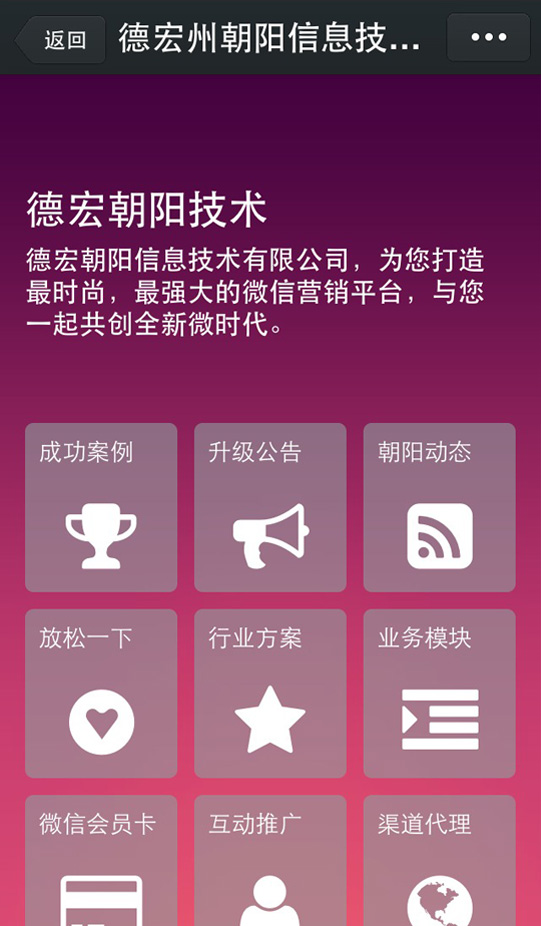 返回
德宏州朝阳信息技...
德宏朝阳技术
德宏朝阳信息技术有限公司，为您打造
最时尚，最强大的微信营销平台，与您
一起共创全新微时代。
成功案例
升级公告
朝阳动态
放松一下
行业方案
业务模块
微信会员卡
互动推广
渠道代理